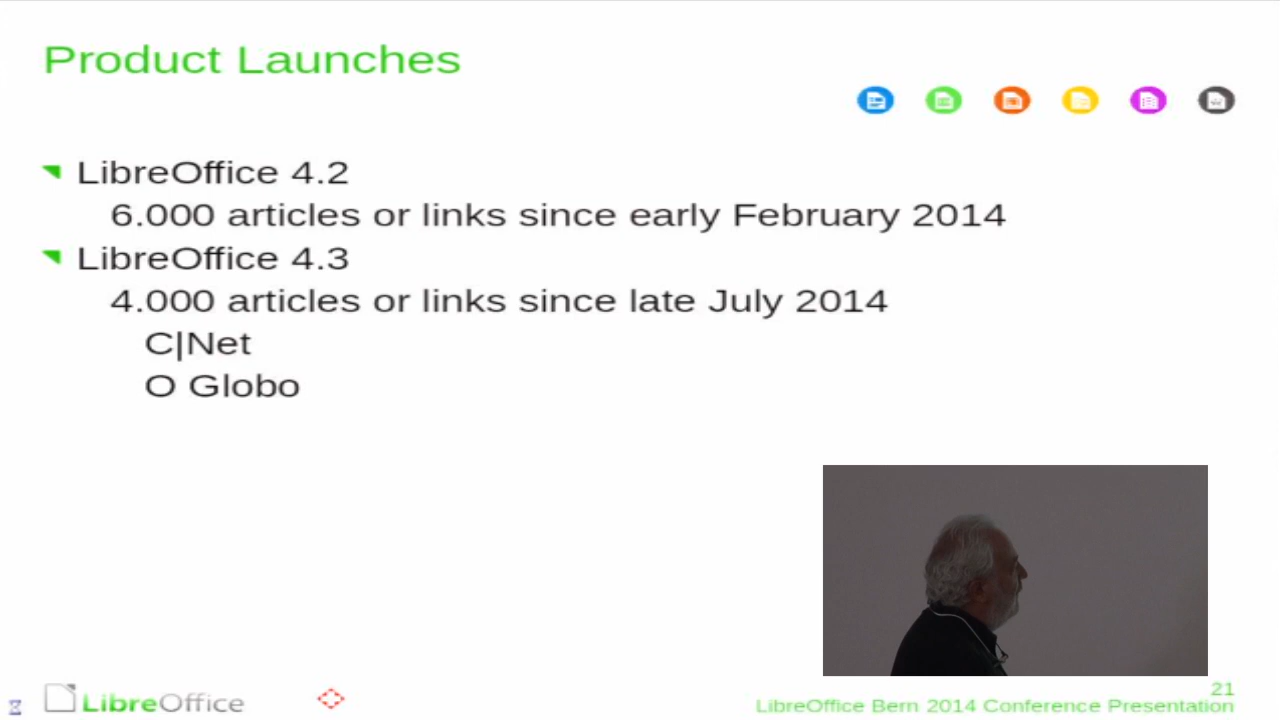 Product Launches
LibreOffice 4.2
6.000 articles or links since early February 2014
LibreOffice 4.3
4.000 articles or links since late July 2014
C|Net
O Globo
21
LibreOffice
LibreOffice Bern 2014 Conference Presentation